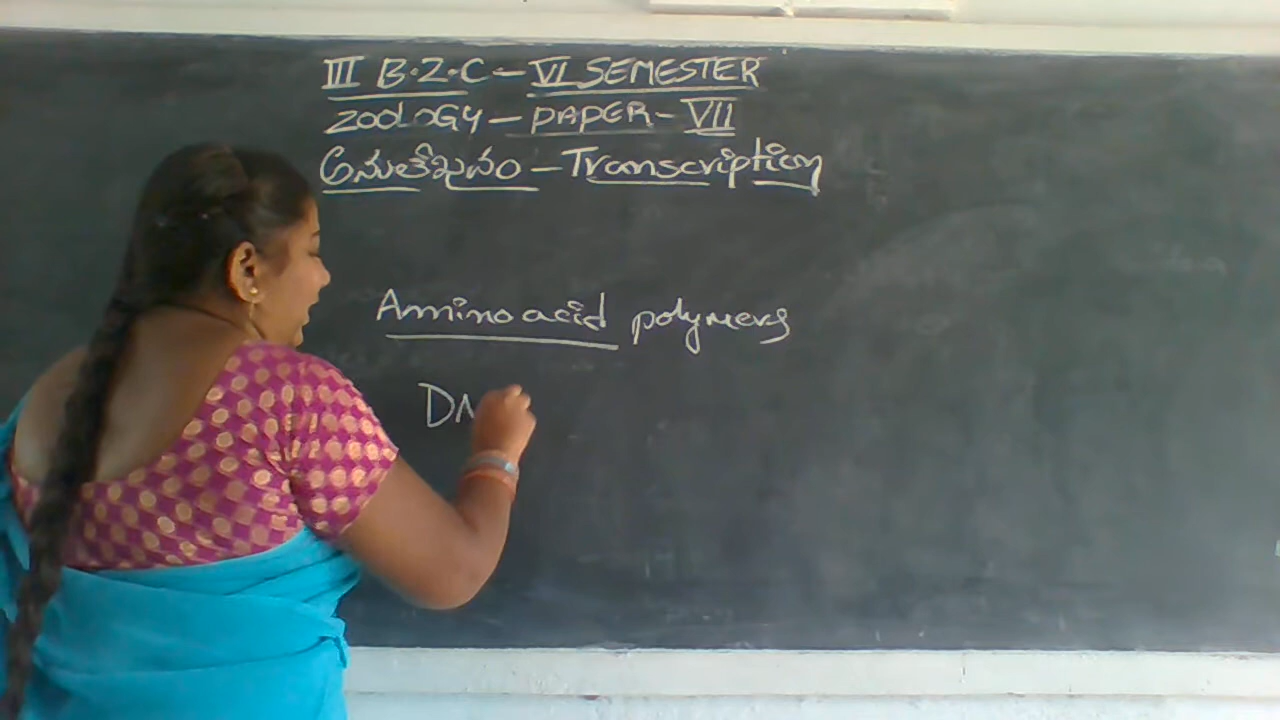 III B.Z.C - VI SEMESTER
ZOOLOGY - PAPER - VII
అనులేఖనం - Transcription
Amino acid polymers
DN